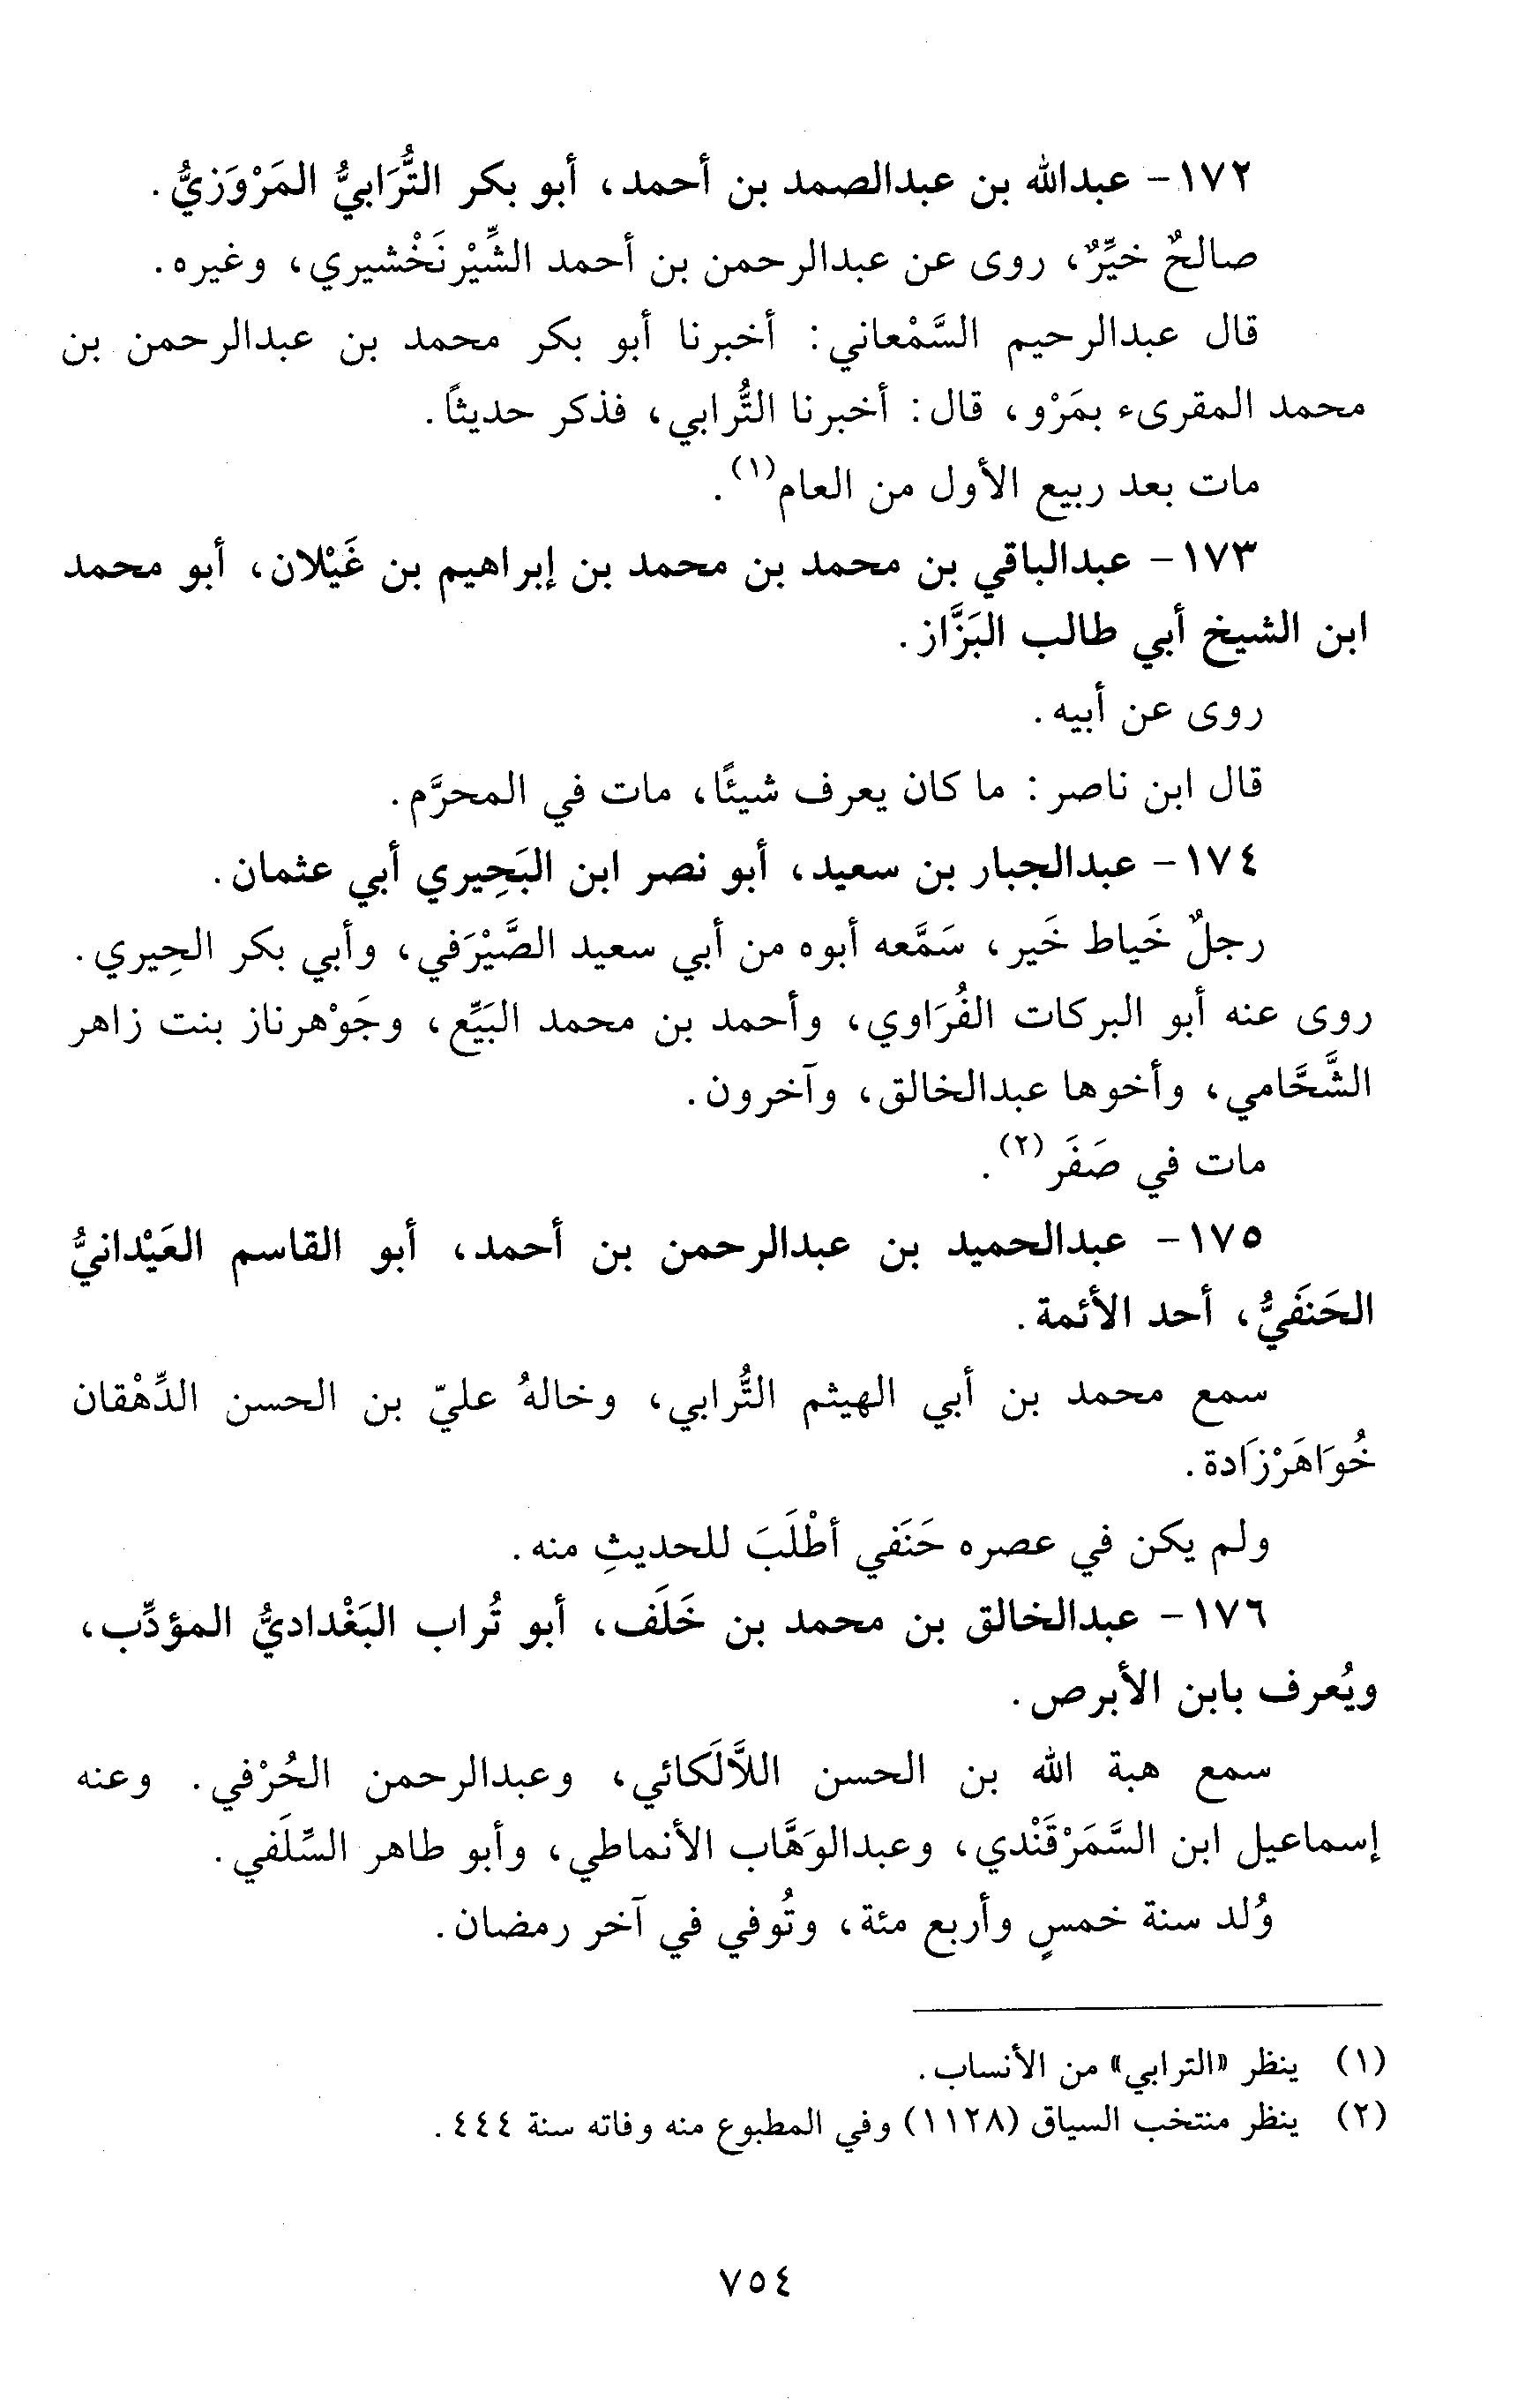 ١٧٢- عبدالله بن عبدالصمد بن أحمد، أبو بكر التُّرَابيُّ المَرْوَزيُّ.
صالحٌ خيِّرٌ، روى عن عبدالرحمن بن أحمد الشِّيْرنَخْشيري، وغيره.
قال عبدالرحيم السَّمْعاني: أخبرنا أبو بكر محمد بن عبدالرحمن بن
محمد المقرىء بمَرْو، قال: أخبرنا التُّرابي، فذكر حديثاً.
مات بعد ربيع الأول من العام(١).
١٧٣- عبدالباقي بن محمد بن محمد بن إبراهيم بن غَيْلان، أبو محمد
ابن الشيخ أبي طالب البَزَّاز.
روى عن أبيه.
قال ابن ناصر: ما كان يعرف شيئًا، مات في المحرَّم.
١٧٤- عبدالجبار بن سعيد، أبو نصر ابن البَحِيري أبي عثمان.
رجلٌ خَياط خَير، سَمَّعه أبوه من أبي سعيد الصَّيْرَفي، وأبي بكر الحِيري.
روى عنه أبو البركات الفُرَاوي، وأحمد بن محمد البَيِّع، وجَوْهرناز بنت زاهر
الشَّحَّامي، وأخوها عبدالخالق، وآخرون.
مات في صَفَر(٢).
١٧٥- عبدالحميد بن عبدالرحمن بن أحمد، أبو القاسم العَيْدانيُّ
الحَنَفَيُّ، أحد الأئمة.
سمع محمد بن أبي الهيثم التُّرابي، وخالهُ عليّ بن الحسن الدِّهْقان
خُوَاهَرْزَادة.
ولم يكن في عصره حَنَفي أطْلَبَ للحديثِ منه.
١٧٦- عبدالخالق بن محمد بن خَلَف، أبو تُراب البَغْداديُّ المؤدِّب،
ويُعرف بابن الأبرص.
سمع هبة الله بن الحسن اللاَّلَكائي، وعبدالرحمن الحُرْفي. وعنه
إسماعيل ابن السَّمَرْقَنْدي، وعبدالوَهَّاب الأنماطي، وأبو طاهر السِّلَفي.
وُلد سنة خمسٍ وأربع مئة، وتُوفي في آخر رمضان.
(١) ينظر «الترابي» من الأنساب.
(٢) ينظر منتخب السياق (١١٢٨) وفي المطبوع منه وفاته سنة ٤٤٤.
٧٥٤